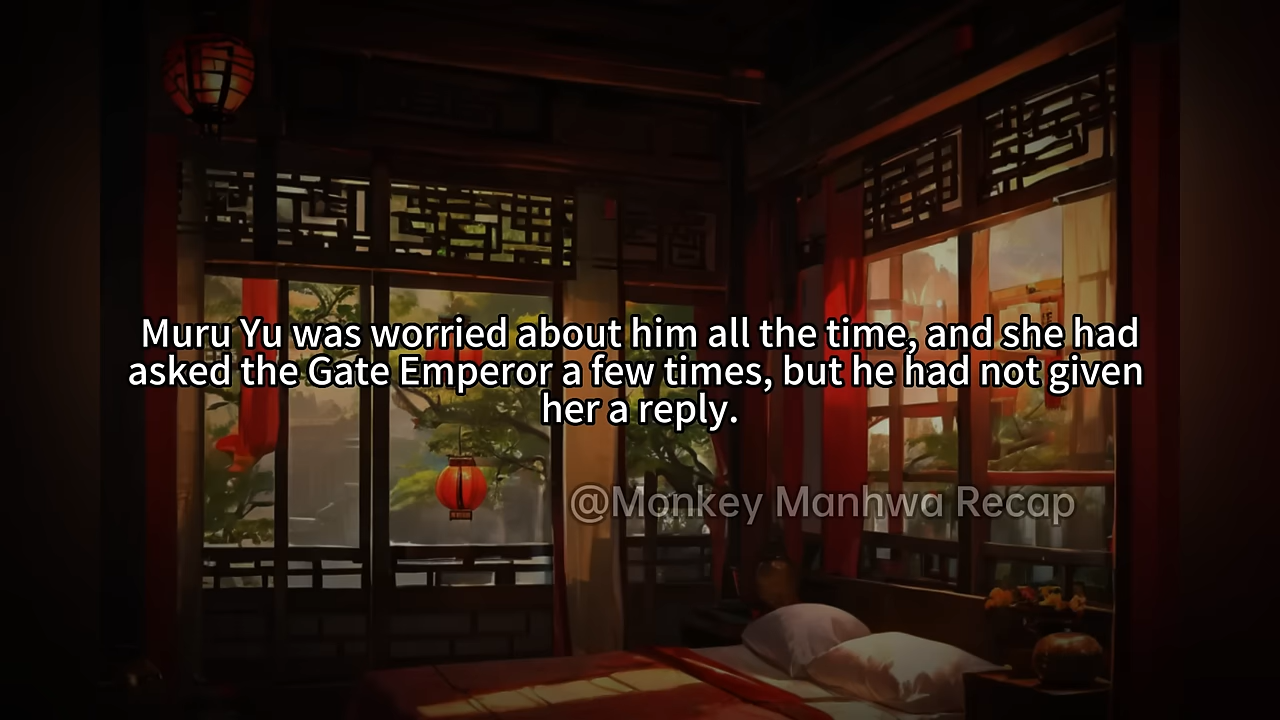 Muru Yu was worried about him all the time, and she had
asked the Gate Emperor a few times, but he had not given
her a reply.
@Monkey Manhwa Recap